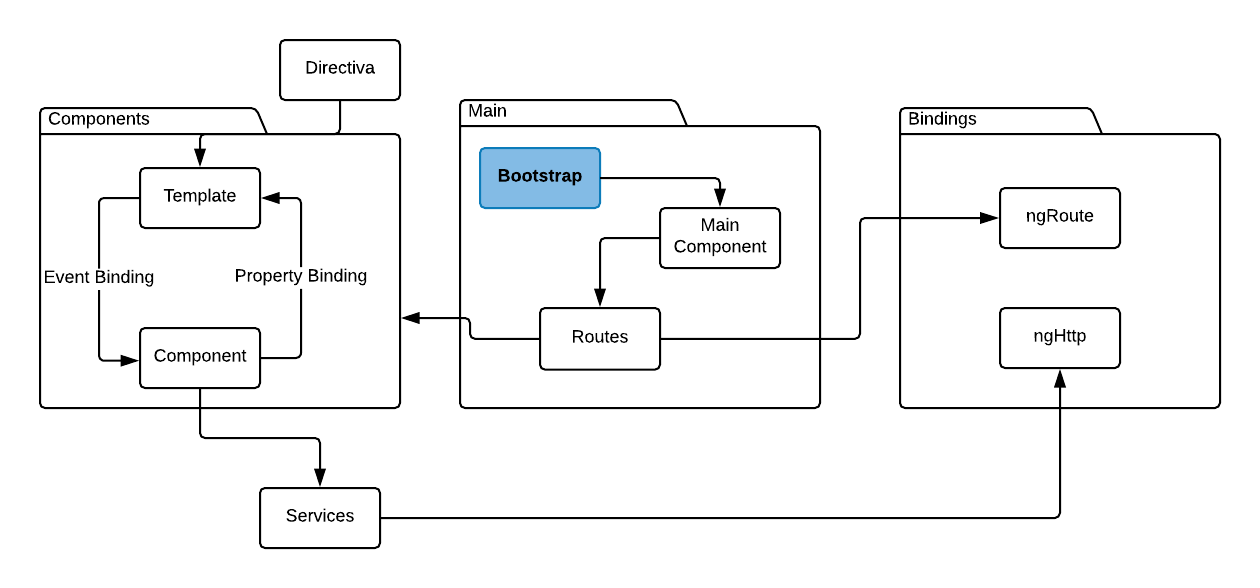 Directiva
Components
Template
Event Binding
Property Binding
Component
Services
Main
Bootstrap
Main
Component
Routes
Bindings
ngRoute
ngHttp